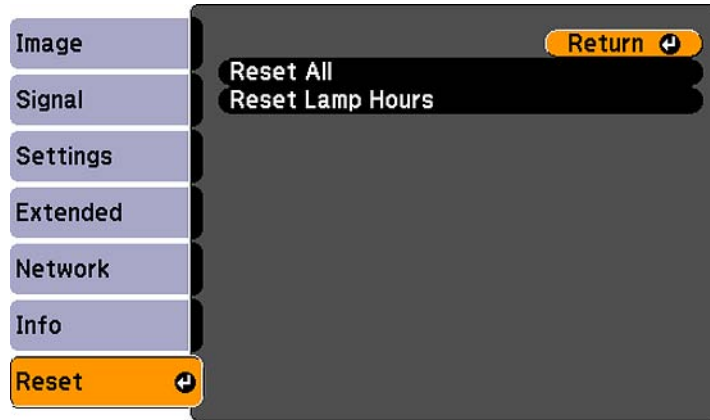 Image
Signal
Settings
Extended
Network
Info
Reset
Return
Reset All
Reset Lamp Hours